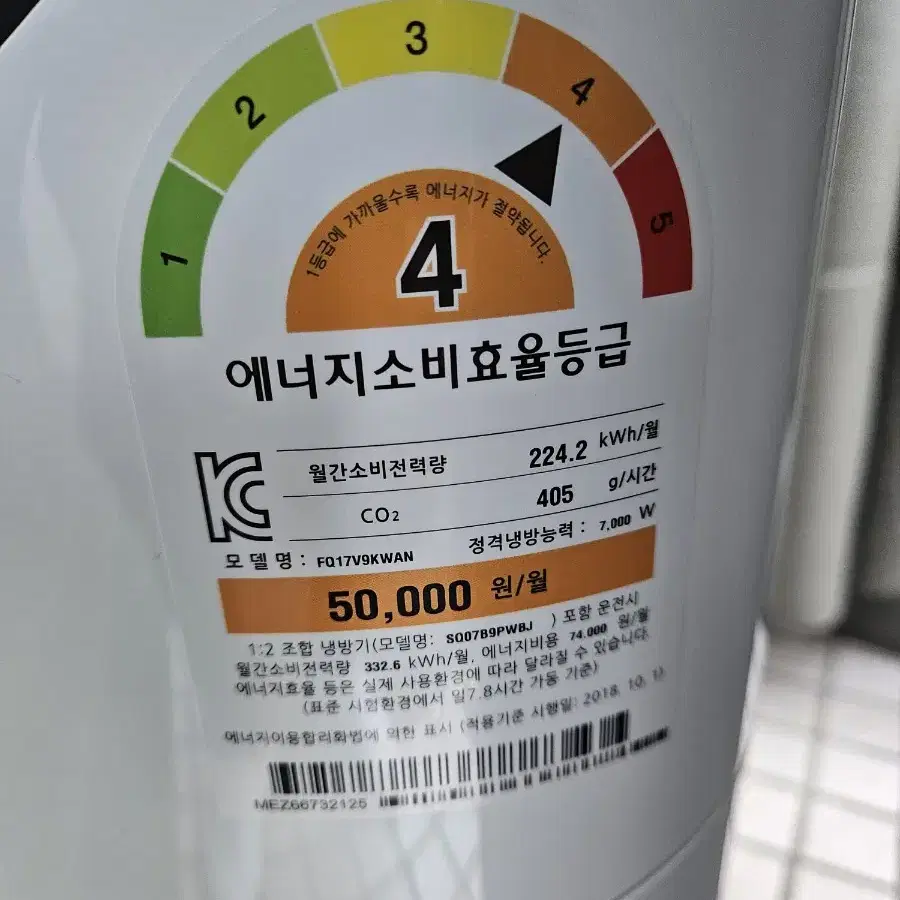 1 2 3 4 5
1등급에 가까울수록 에너지가 절약됩니다.
4
에너지소비효율등급
월간소비전력량 224.2 kWh/월
CO₂ 405 g/시간
모델명 : FQ17V9KWAN 정격냉방능력 : 7,000 W
50,000 원/월
1:2 조합 냉방기(모델명: SQ07B9PWBJ ) 포함 운전시
월간소비전력량 332.6 kWh/월, 에너지비용 74,000 원/월
에너지효율 등은 실제 사용환경에 따라 달라질 수 있습니다.
(표준 시험환경에서 일7.8시간 가동 기준)
에너지이용합리화법에 의한 표시 (적용기준 시행일: 2018. 10. 1)
MEZ66732125